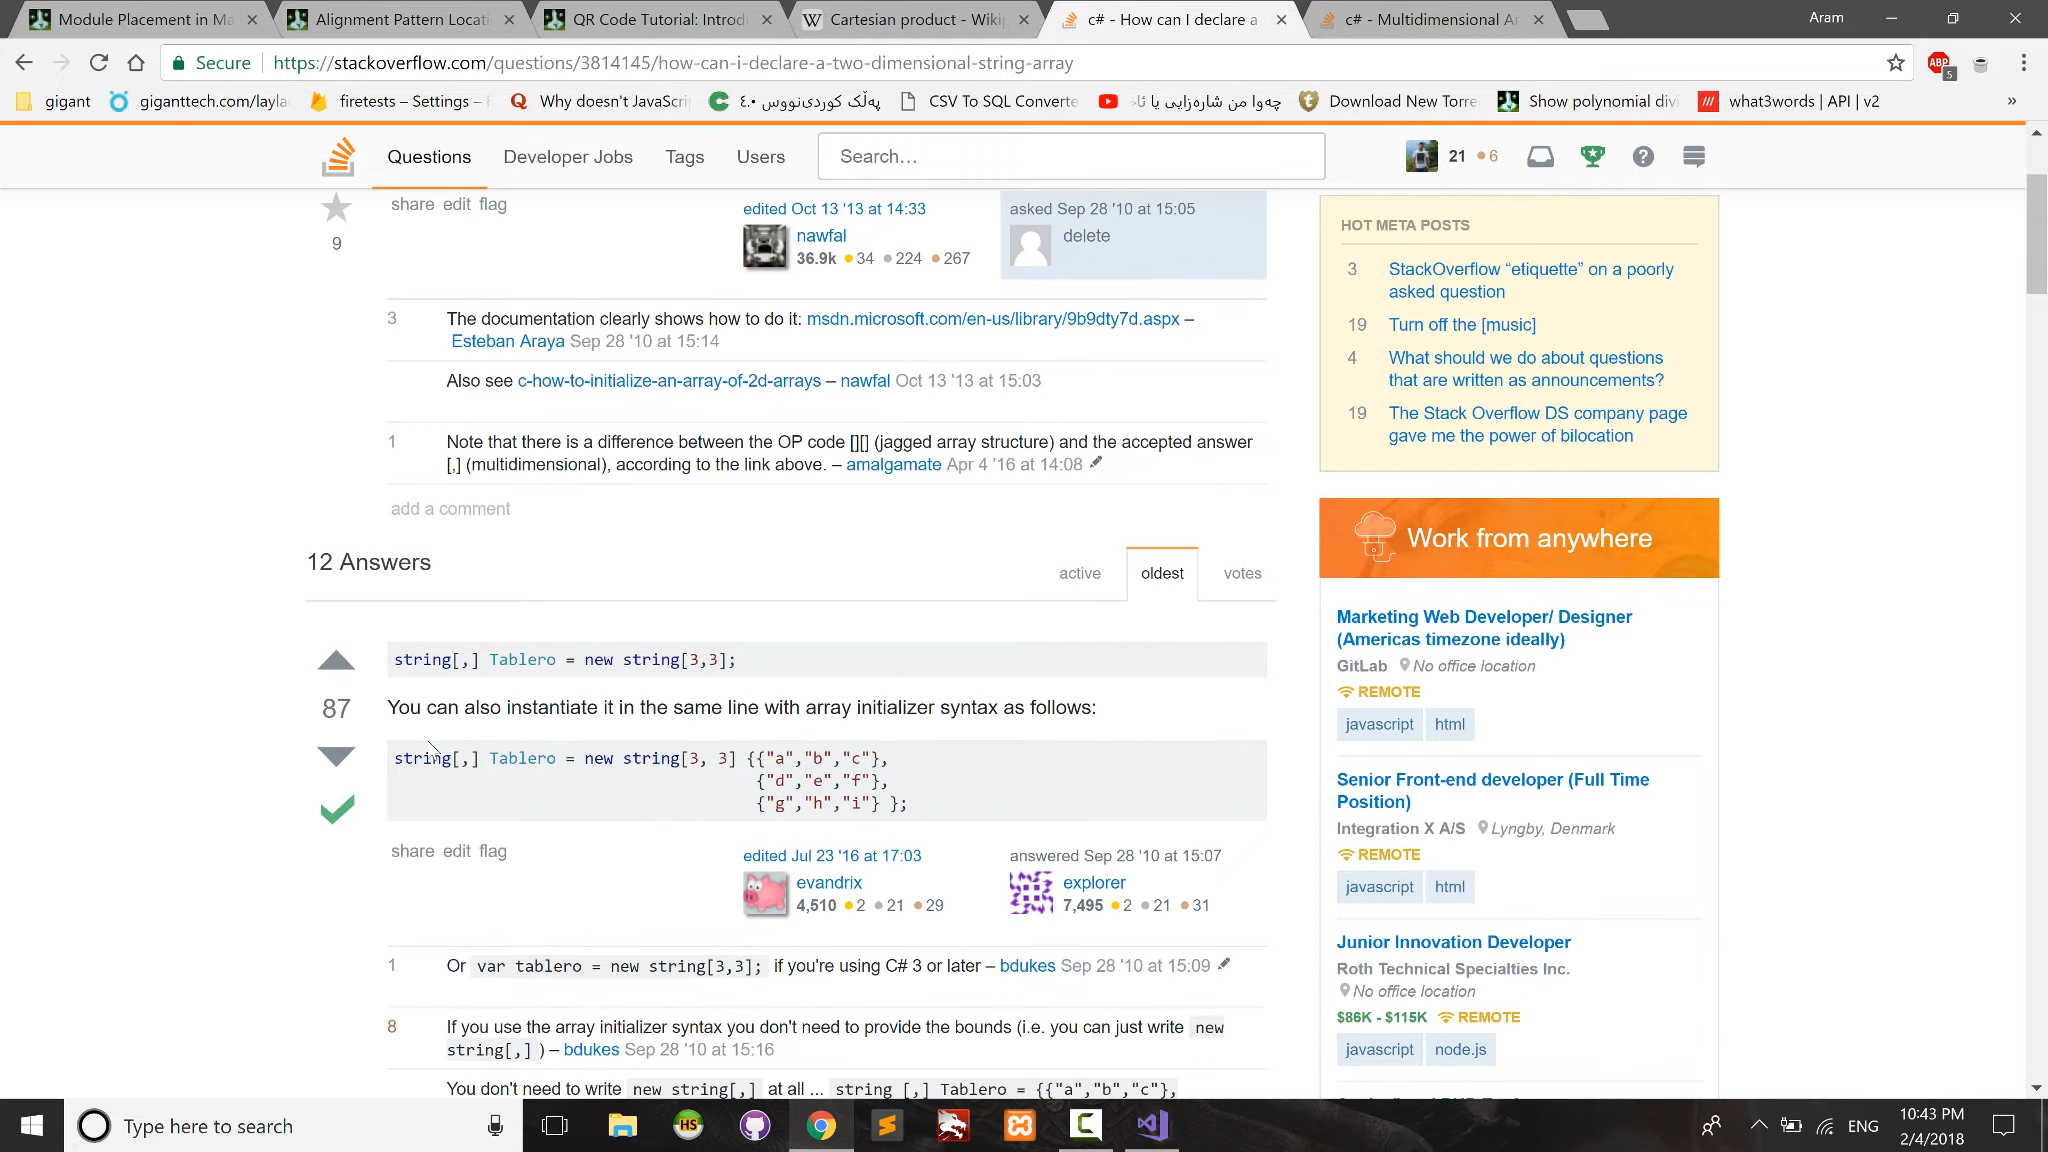 Module Placement in Ma
Alignment Pattern Locati
QR Code Tutorial: Introd
Cartesian product - Wiki
c# - How can I declare a
c# - Multidimensional Ar
Aram
Secure
https://stackoverflow.com/questions/3814145/how-can-i-declare-a-two-dimensional-string-array
ABP
5
gigant
giganttech.com/layla
firetests – Settings –
Why doesn't JavaScri
پەڵک کوردی‌نووس ٤.٠
CSV To SQL Converte
چەوا من شارەزایی یا ئا
Download New Torre
Show polynomial divi
what3words | API | v2
»
Questions
Developer Jobs
Tags
Users
Search…
21
6
share edit flag
9
edited Oct 13 '13 at 14:33
nawfal
36.9k 34 224 267
asked Sep 28 '10 at 15:05
delete
3
The documentation clearly shows how to do it: msdn.microsoft.com/en-us/library/9b9dty7d.aspx –
Esteban Araya Sep 28 '10 at 15:14
Also see c-how-to-initialize-an-array-of-2d-arrays – nawfal Oct 13 '13 at 15:03
1
Note that there is a difference between the OP code [][] (jagged array structure) and the accepted answer
[,] (multidimensional), according to the link above. – amalgamate Apr 4 '16 at 14:08
add a comment
12 Answers
active
oldest
votes
string[,] Tablero = new string[3,3];
87
You can also instantiate it in the same line with array initializer syntax as follows:
string[,] Tablero = new string[3, 3] {{"a","b","c"},
{"d","e","f"},
{"g","h","i"} };
share edit flag
edited Jul 23 '16 at 17:03
evandrix
4,510 2 21 29
answered Sep 28 '10 at 15:07
explorer
7,495 2 21 31
1
Or var tablero = new string[3,3]; if you're using C# 3 or later – bdukes Sep 28 '10 at 15:09
8
If you use the array initializer syntax you don't need to provide the bounds (i.e. you can just write new
string[,] ) – bdukes Sep 28 '10 at 15:16
You don't need to write new string[,] at all ... string [,] Tablero = {{"a","b","c"},
HOT META POSTS
3
StackOverflow “etiquette” on a poorly
asked question
19
Turn off the [music]
4
What should we do about questions
that are written as announcements?
19
The Stack Overflow DS company page
gave me the power of bilocation
Work from anywhere
Marketing Web Developer/ Designer
(Americas timezone ideally)
GitLab No office location
REMOTE
javascript html
Senior Front-end developer (Full Time
Position)
Integration X A/S Lyngby, Denmark
REMOTE
javascript html
Junior Innovation Developer
Roth Technical Specialties Inc.
No office location
$86K - $115K REMOTE
javascript node.js
Type here to search
HS
ENG
10:43 PM
2/4/2018